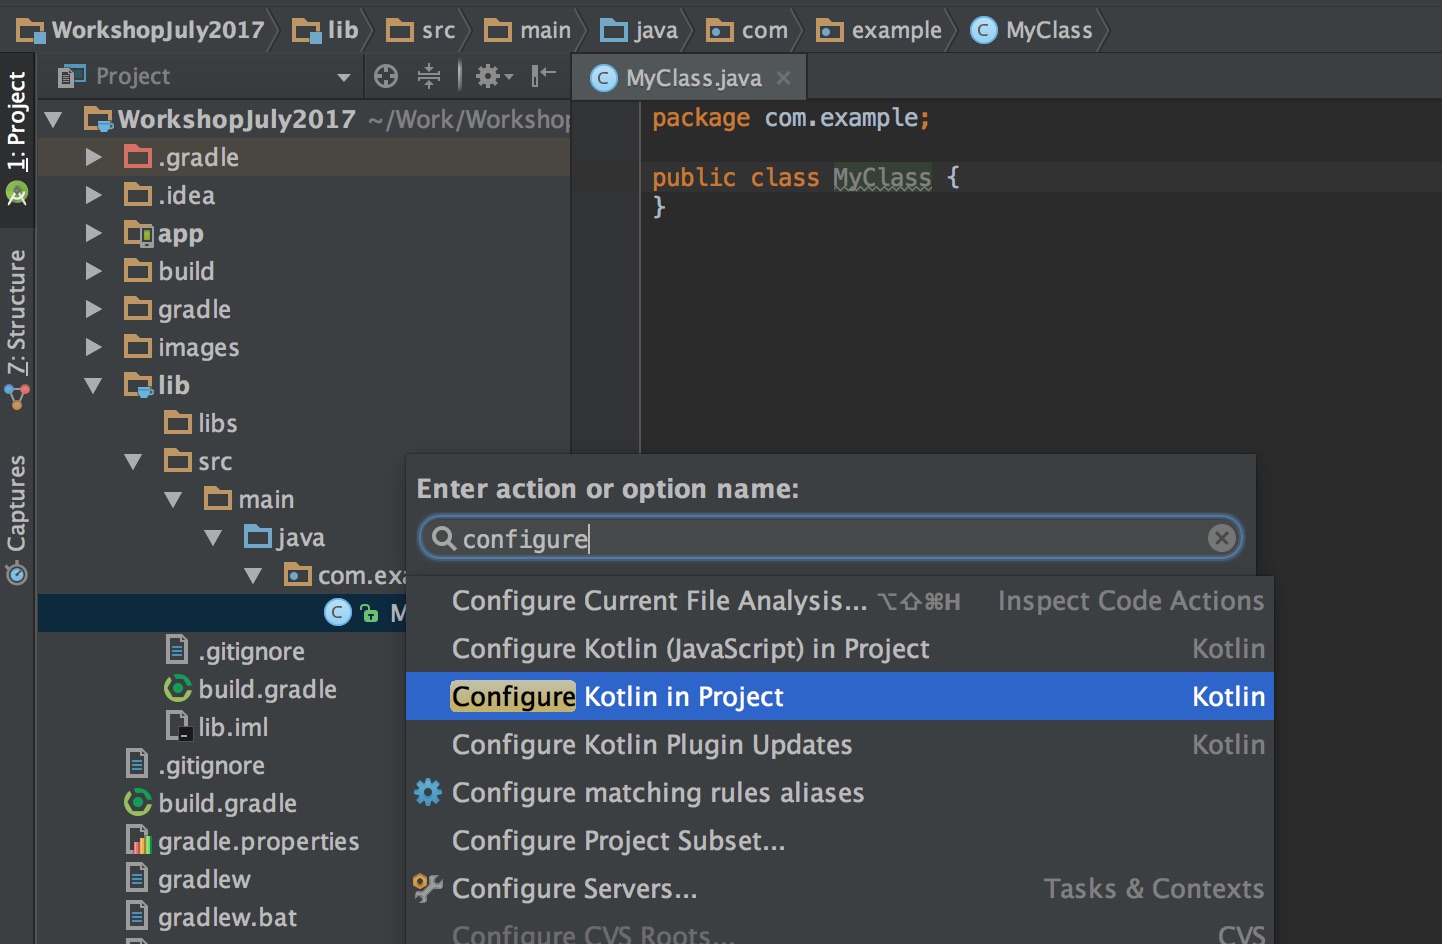 WorkshopJuly2017 lib src main java com example MyClass
Project
MyClass.java
1: Project
7: Structure
Captures
WorkshopJuly2017 ~/Work/Workshop
.gradle
.idea
app
build
gradle
images
lib
libs
src
main
java
com.exa
M
.gitignore
build.gradle
lib.iml
.gitignore
build.gradle
gradle.properties
gradlew
gradlew.bat
package com.example;
public class MyClass {
}
Enter action or option name:
configure
Configure Current File Analysis... ⌥⇧⌘H Inspect Code Actions
Configure Kotlin (JavaScript) in Project Kotlin
Configure Kotlin in Project Kotlin
Configure Kotlin Plugin Updates Kotlin
Configure matching rules aliases
Configure Project Subset...
Configure Servers... Tasks & Contexts
Configure CVS Roots... CVS